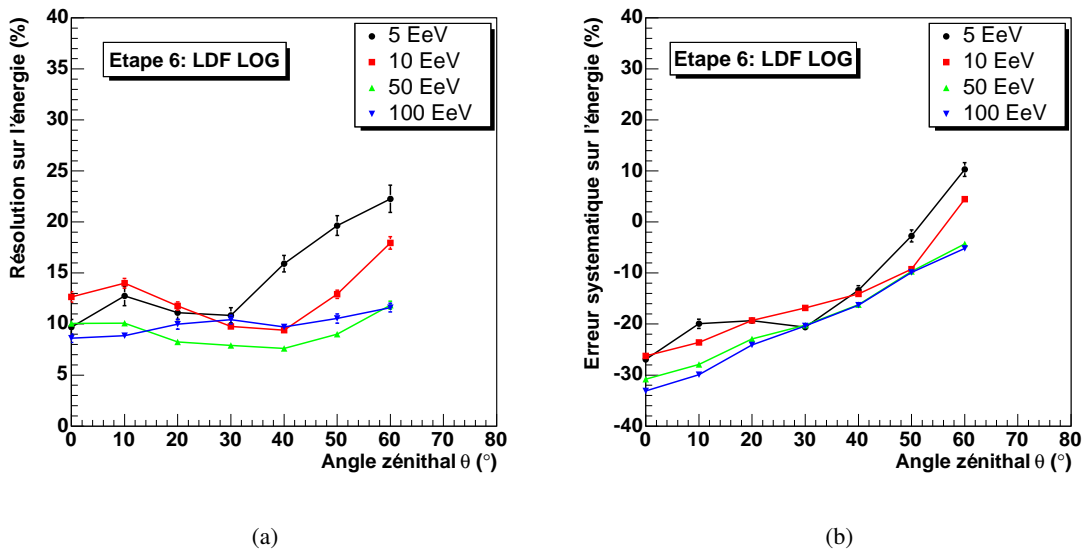 Résolution sur l'énergie (%)
40
35
30
25
20
15
10
5
0
Etape 6: LDF LOG
5 EeV
10 EeV
50 EeV
100 EeV
0 10 20 30 40 50 60 70 80
Angle zénithal θ (°)
(a)
Erreur systematique sur l'énergie (%)
40
30
20
10
0
-10
-20
-30
-40
Etape 6: LDF LOG
5 EeV
10 EeV
50 EeV
100 EeV
0 10 20 30 40 50 60 70 80
Angle zénithal θ (°)
(b)